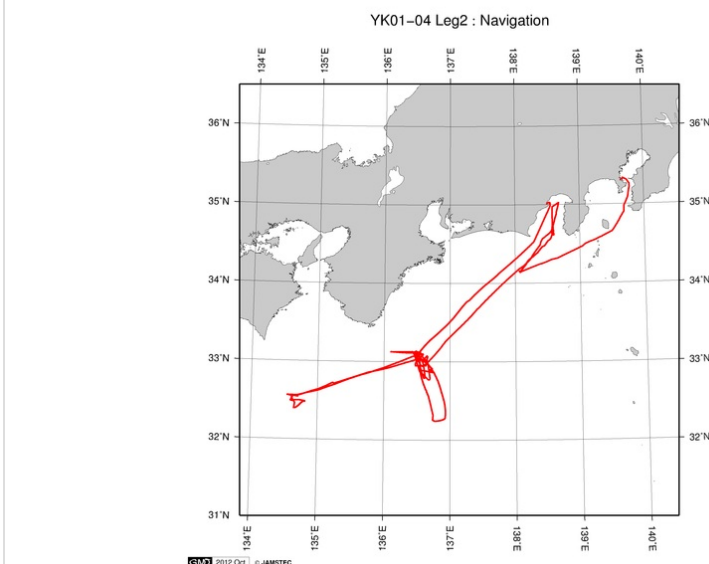 YK01−04 Leg2 : Navigation
134˚E 135˚E 136˚E 137˚E 138˚E 139˚E 140˚E
36˚N 36˚N
35˚N 35˚N
34˚N 34˚N
33˚N 33˚N
32˚N 32˚N
31˚N
134˚E 135˚E 136˚E 137˚E 138˚E 139˚E 140˚E
GMD 2012 Oct © JAMSTEC